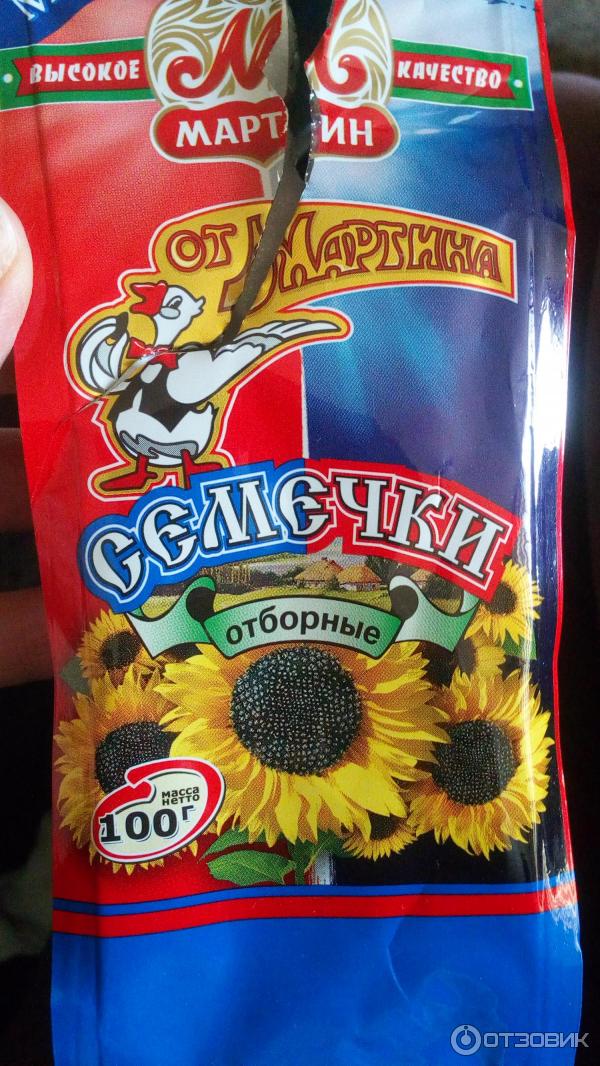 ВЫСОКОЕ КАЧЕСТВО
МАРТИН
ОТ МАРТИНА
СЕМЕЧКИ
отборные
масса
нетто
100г
ОТЗОВИК